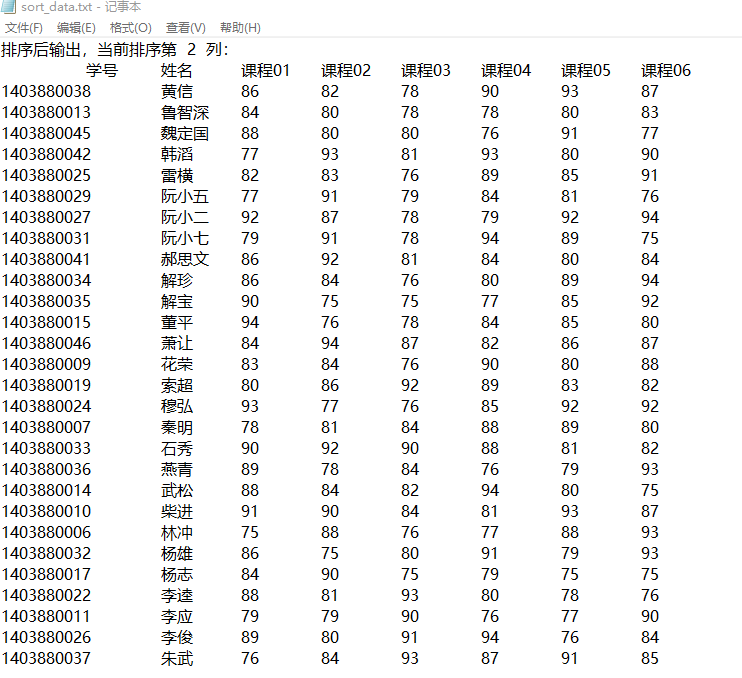 sort_data.txt - 记事本
文件(F) 编辑(E) 格式(O) 查看(V) 帮助(H)
排序后输出，当前排序第 2 列：
学号 姓名 课程01 课程02 课程03 课程04 课程05 课程06
1403880038 黄信 86 82 78 90 93 87
1403880013 鲁智深 84 80 78 78 80 83
1403880045 魏定国 88 80 80 76 91 77
1403880042 韩滔 77 93 81 93 80 90
1403880025 雷横 82 83 76 89 85 91
1403880029 阮小五 77 91 79 84 81 76
1403880027 阮小二 92 87 78 79 92 94
1403880031 阮小七 79 91 78 94 89 75
1403880041 郝思文 86 92 81 84 80 84
1403880034 解珍 86 84 76 80 89 94
1403880035 解宝 90 75 75 77 85 92
1403880015 董平 94 76 78 84 85 80
1403880046 萧让 84 94 87 82 86 87
1403880009 花荣 83 84 76 90 80 88
1403880019 索超 80 86 92 89 83 82
1403880024 穆弘 93 77 76 85 92 92
1403880007 秦明 78 81 84 88 89 80
1403880033 石秀 90 92 90 88 81 82
1403880036 燕青 89 78 84 76 79 93
1403880014 武松 88 84 82 94 80 75
1403880010 柴进 91 90 84 81 93 87
1403880006 林冲 75 88 76 77 88 93
1403880032 杨雄 86 75 80 91 79 93
1403880017 杨志 84 90 75 79 75 75
1403880022 李逵 88 81 93 80 78 76
1403880011 李应 79 79 90 76 77 90
1403880026 李俊 89 80 91 94 76 84
1403880037 朱武 76 84 93 87 91 85